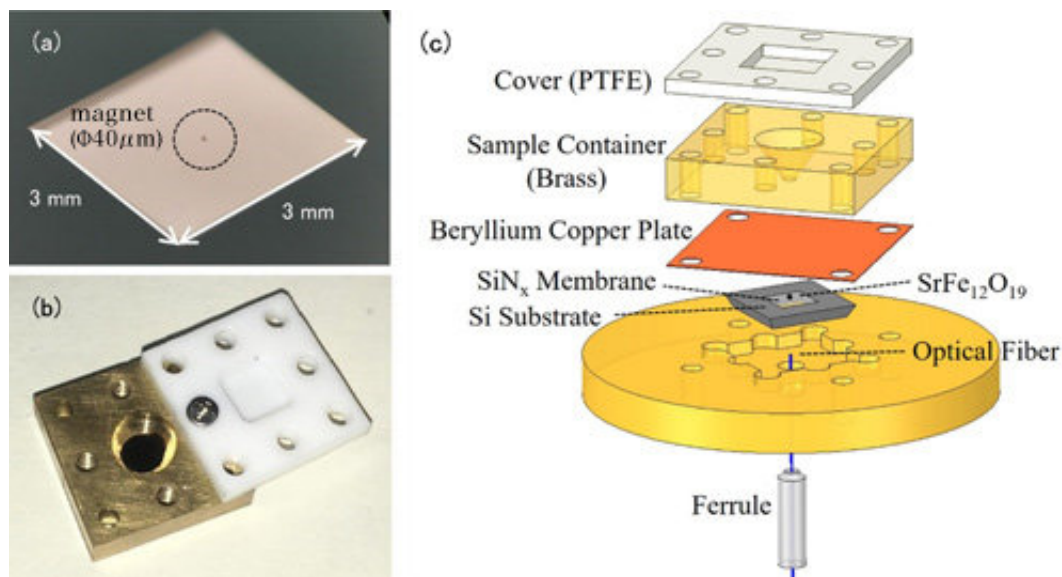 (a)
magnet
(Φ40μm)
3 mm
3 mm
(b)
(c)
Cover (PTFE)
Sample Container
(Brass)
Beryllium Copper Plate
SiNx Membrane
SrFe12O19
Si Substrate
Optical Fiber
Ferrule